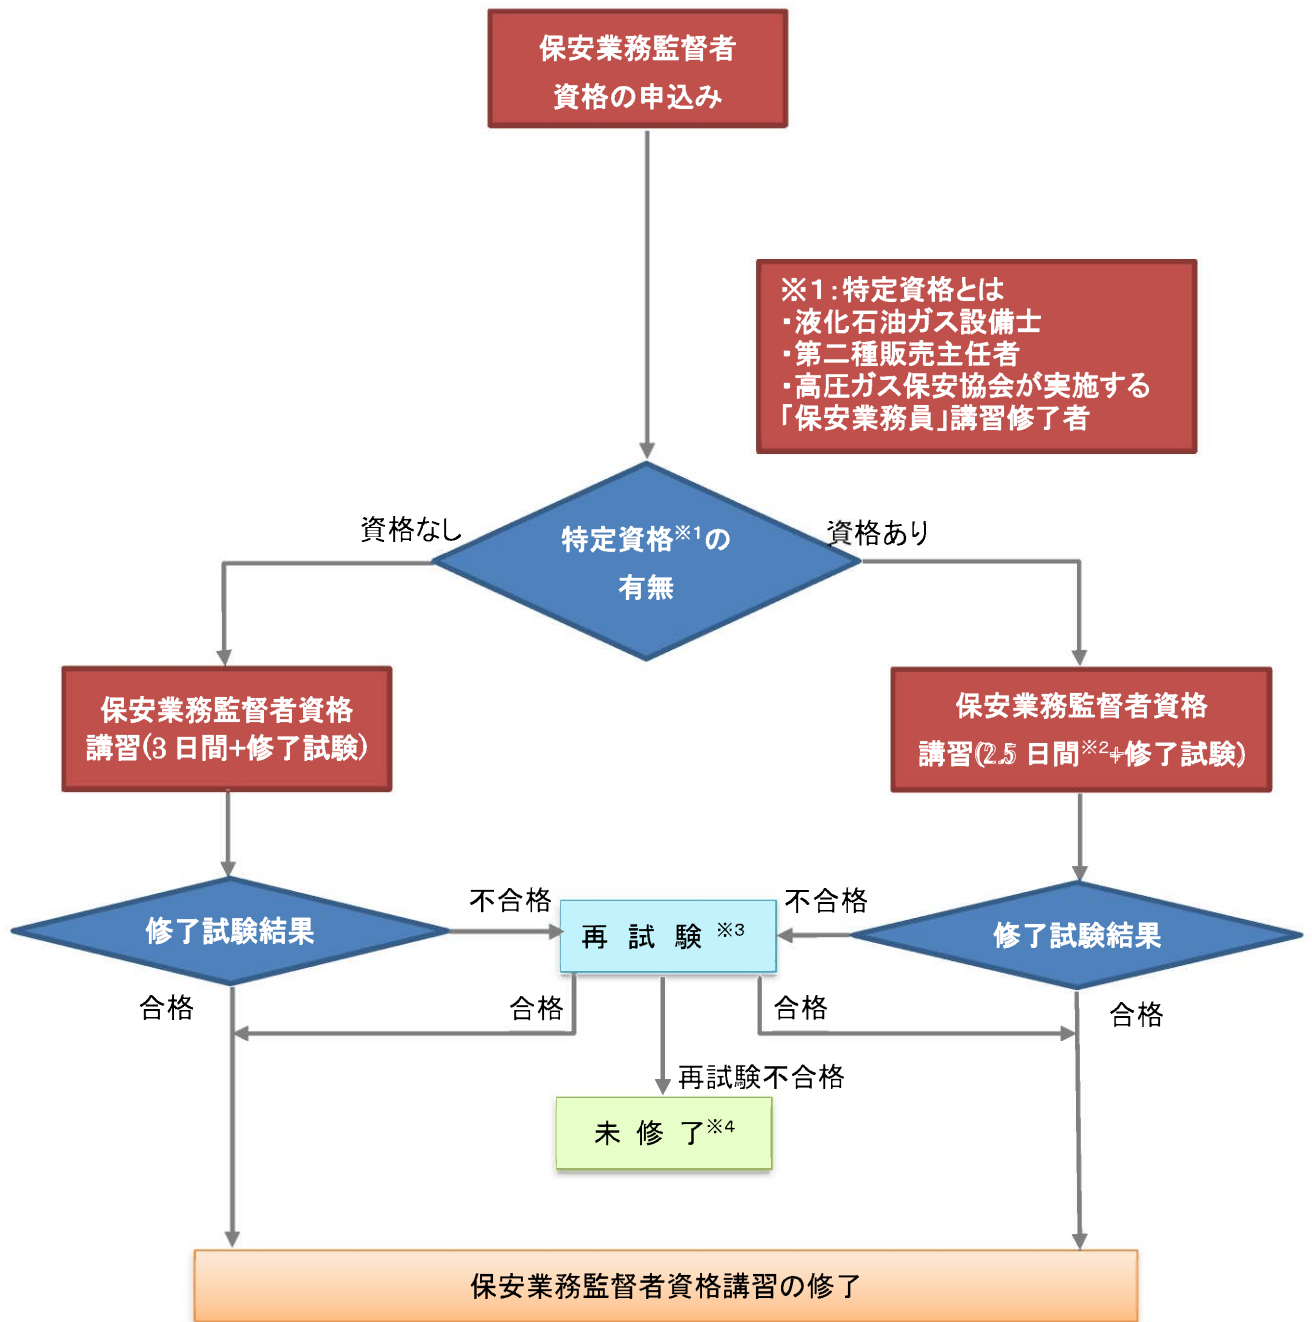 保安業務監督者
資格の申込み
※1:特定資格とは
・液化石油ガス設備士
・第二種販売主任者
・高圧ガス保安協会が実施する
「保安業務員」講習修了者
資格なし
特定資格※1の
有無
資格あり
保安業務監督者資格
講習(3 日間+修了試験)
保安業務監督者資格
講習(2.5 日間※2+修了試験)
修了試験結果
不合格
再 試 験 ※3
不合格
修了試験結果
合格
合格
合格
合格
再試験不合格
未 修 了※4
保安業務監督者資格講習の修了